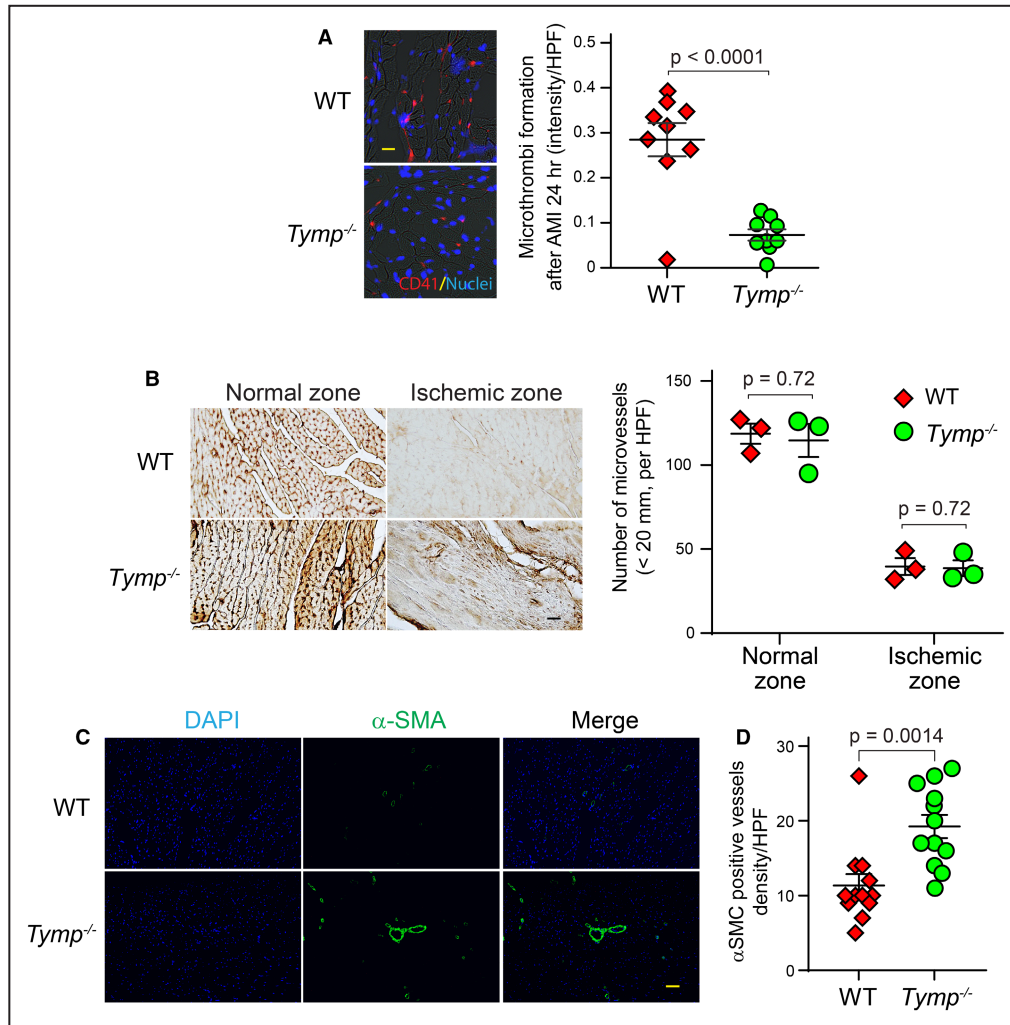 A
WT
Tymp-/-
CD41/Nuclei
Microthrombi formation
after AMI 24 hr (intensity/HPF)
0.5
0.4
0.3
0.2
0.1
0
p < 0.0001
WT
Tymp-/-
B
Normal zone
Ischemic zone
WT
Tymp-/-
Number of microvessels
(< 20 mm, per HPF)
150
100
50
0
p = 0.72
p = 0.72
WT
Tymp-/-
Normal
zone
Ischemic
zone
C
DAPI
α-SMA
Merge
WT
Tymp-/-
D
αSMC positive vessels
density/HPF
30
20
10
0
p = 0.0014
WT
Tymp-/-